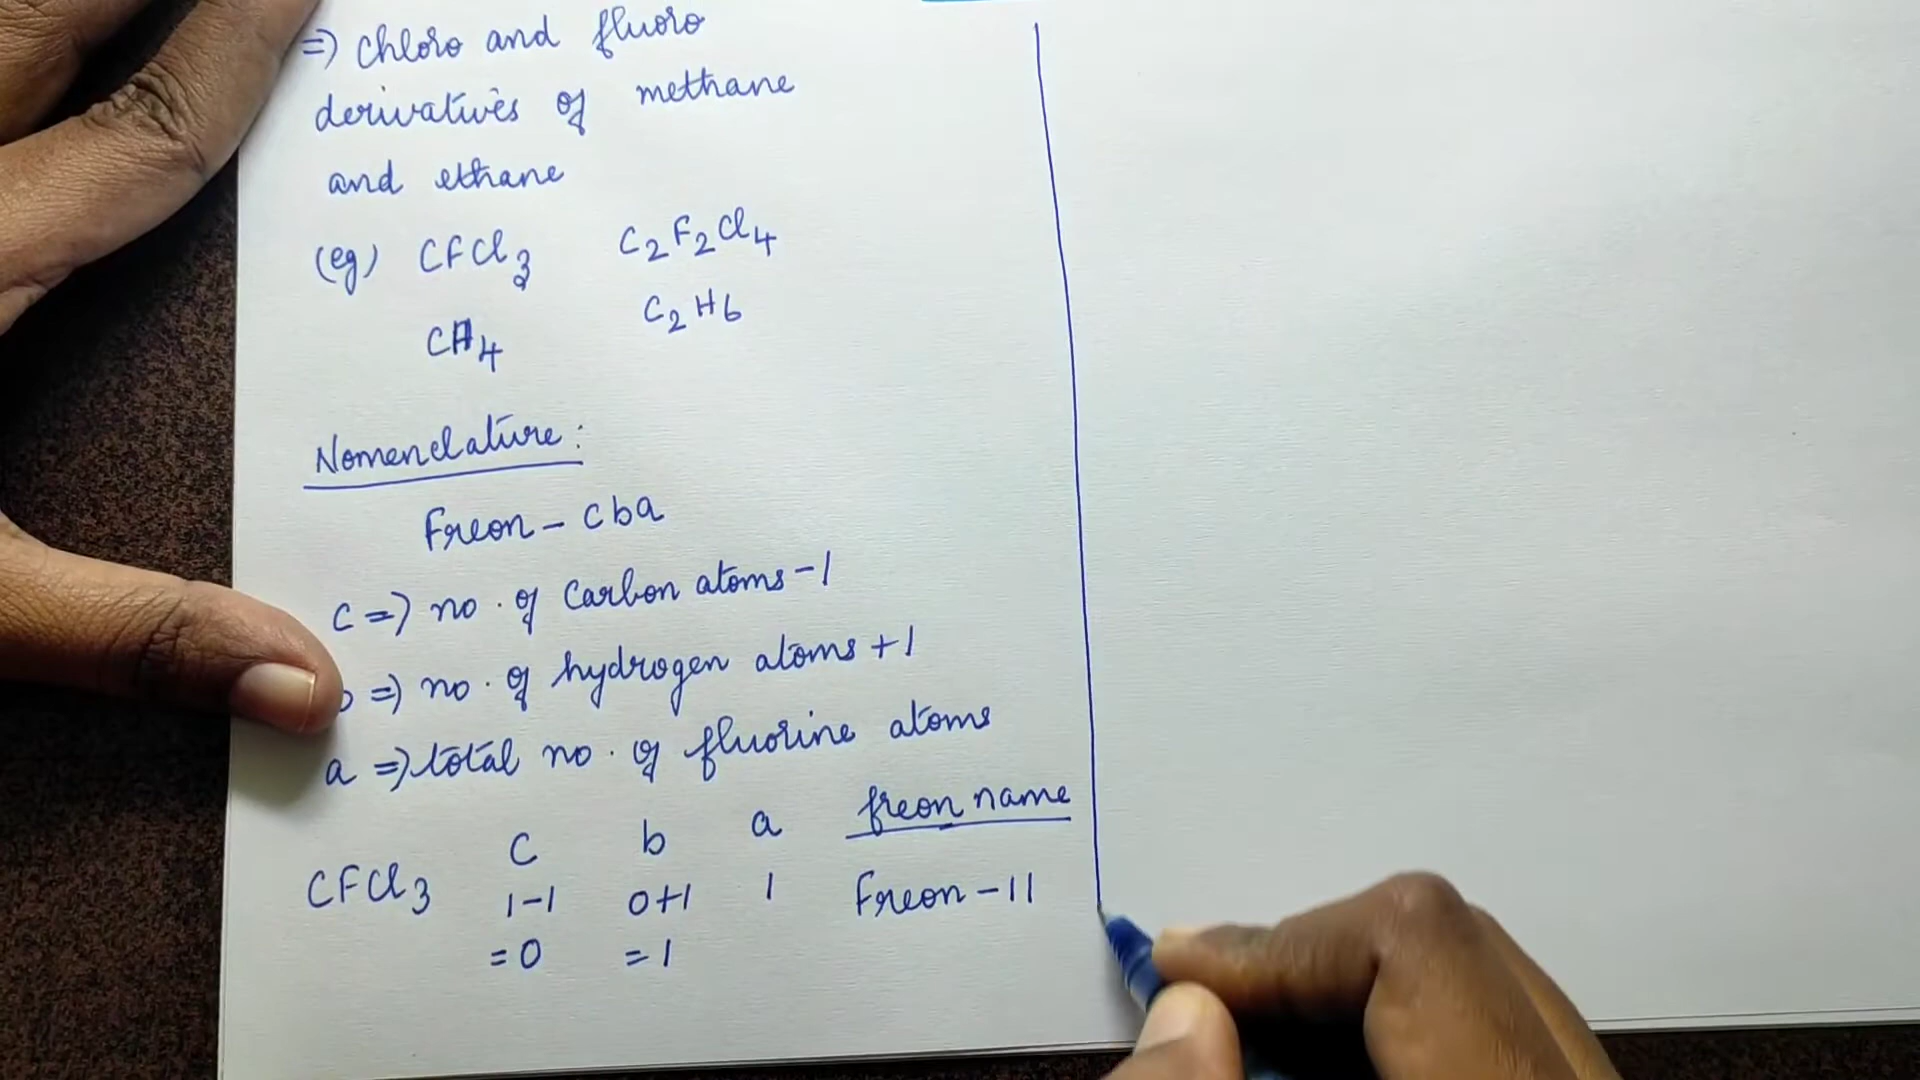 => Chloro and fluoro
derivatives of methane
and ethane
(eg) CFCl3 C2F2Cl4
CH4 C2H6
Nomenclature:
Freon - cba
c => no. of Carbon atoms -1
b => no. of hydrogen atoms +1
a => total no. of fluorine atoms
C b a freon name
CFCl3 1-1 0+1 1 Freon -11
=0 =1